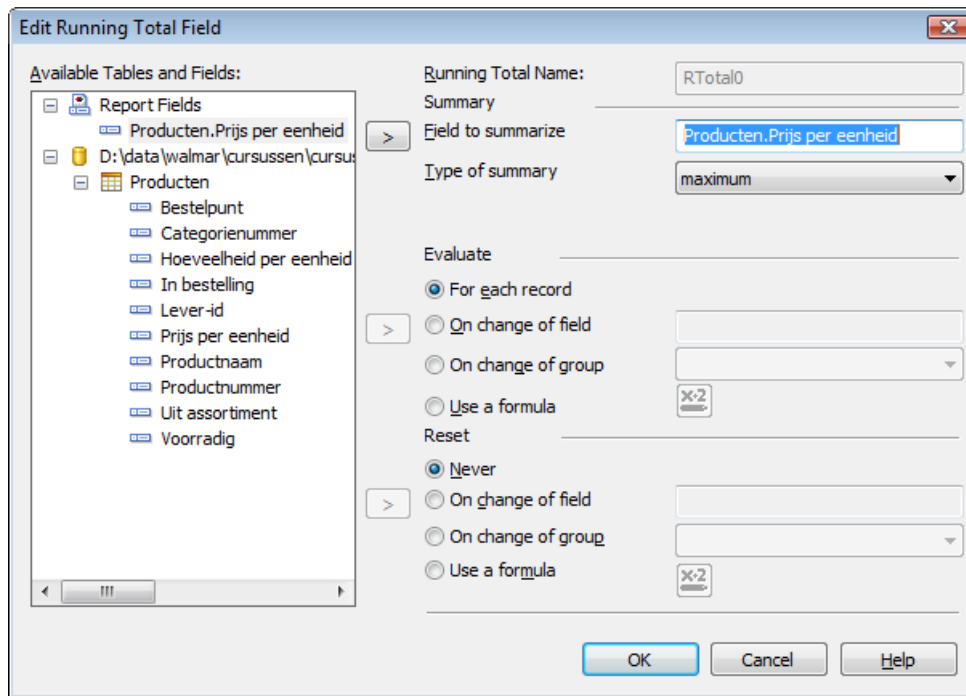 Edit Running Total Field
Available Tables and Fields:
Report Fields
Producten.Prijs per eenheid
D:\data\walmar\cursussen\cursu
Producten
Bestelpunt
Categorienummer
Hoeveelheid per eenheid
In bestelling
Lever-id
Prijs per eenheid
Productnaam
Productnummer
Uit assortiment
Voorradig
>
>
>
Running Total Name:
RTotal0
Summary
Field to summarize
Producten.Prijs per eenheid
Type of summary
maximum
Evaluate
For each record
On change of field
On change of group
Use a formula
X+2
Reset
Never
On change of field
On change of group
Use a formula
X+2
OK
Cancel
Help